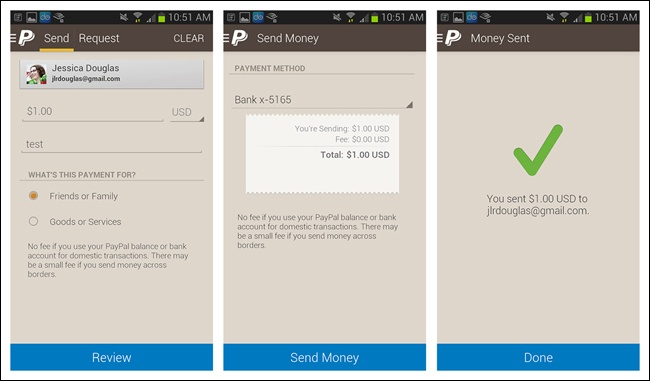 10:51 AM
Send Request CLEAR
Jessica Douglas
jlrdouglas@gmail.com
$1.00 USD
test
WHAT'S THIS PAYMENT FOR?
Friends or Family
Goods or Services
No fee if you use your PayPal balance or bank
account for domestic transactions. There may
be a small fee if you send money across
borders.
Review
10:51 AM
Send Money
PAYMENT METHOD
Bank x-5165
You're Sending: $1.00 USD
Fee: $0.00 USD
Total: $1.00 USD
No fee if you use your PayPal balance or bank
account for domestic transactions. There may
be a small fee if you send money across
borders.
Send Money
10:51 AM
Money Sent
You sent $1.00 USD to
jlrdouglas@gmail.com.
Done